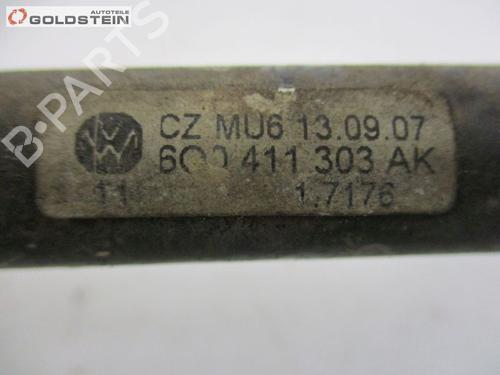 AUTOTEILE
GOLDSTEIN
B-PARTS
CZ MU6 13.09.07
6Q0 411 303 AK
11 1.7176